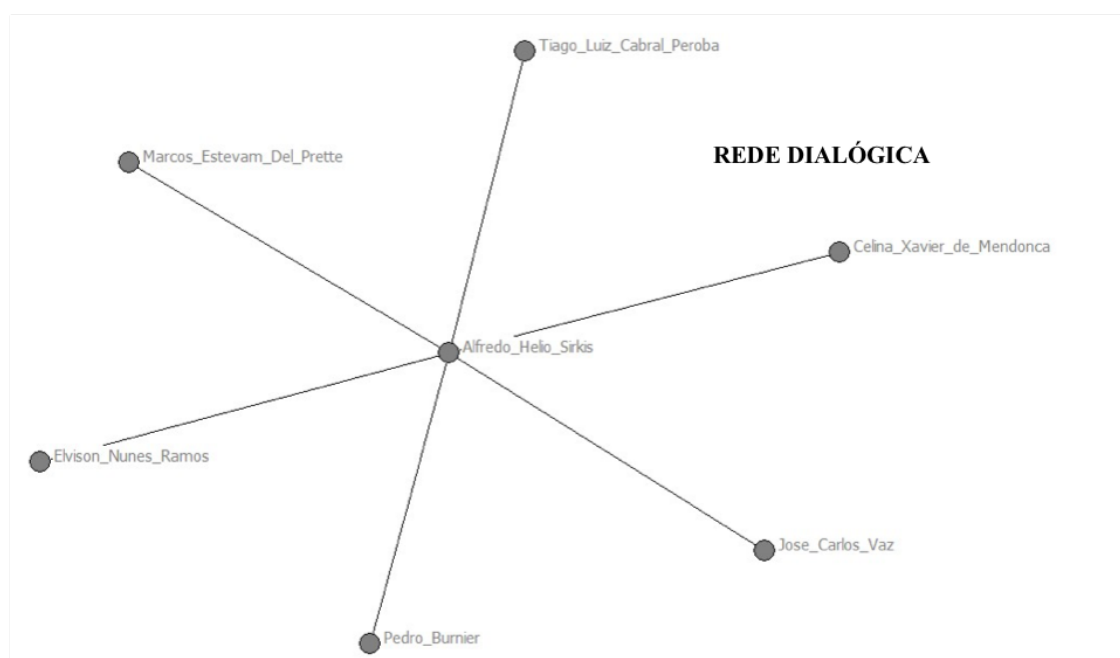 Tiago_Luiz_Cabral_Peroba
Marcos_Estevam_Del_Prette
REDE DIALÓGICA
Celina_Xavier_de_Mendonca
Alfredo_Helio_Sirkis
Elvison_Nunes_Ramos
Jose_Carlos_Vaz
Pedro_Burnier